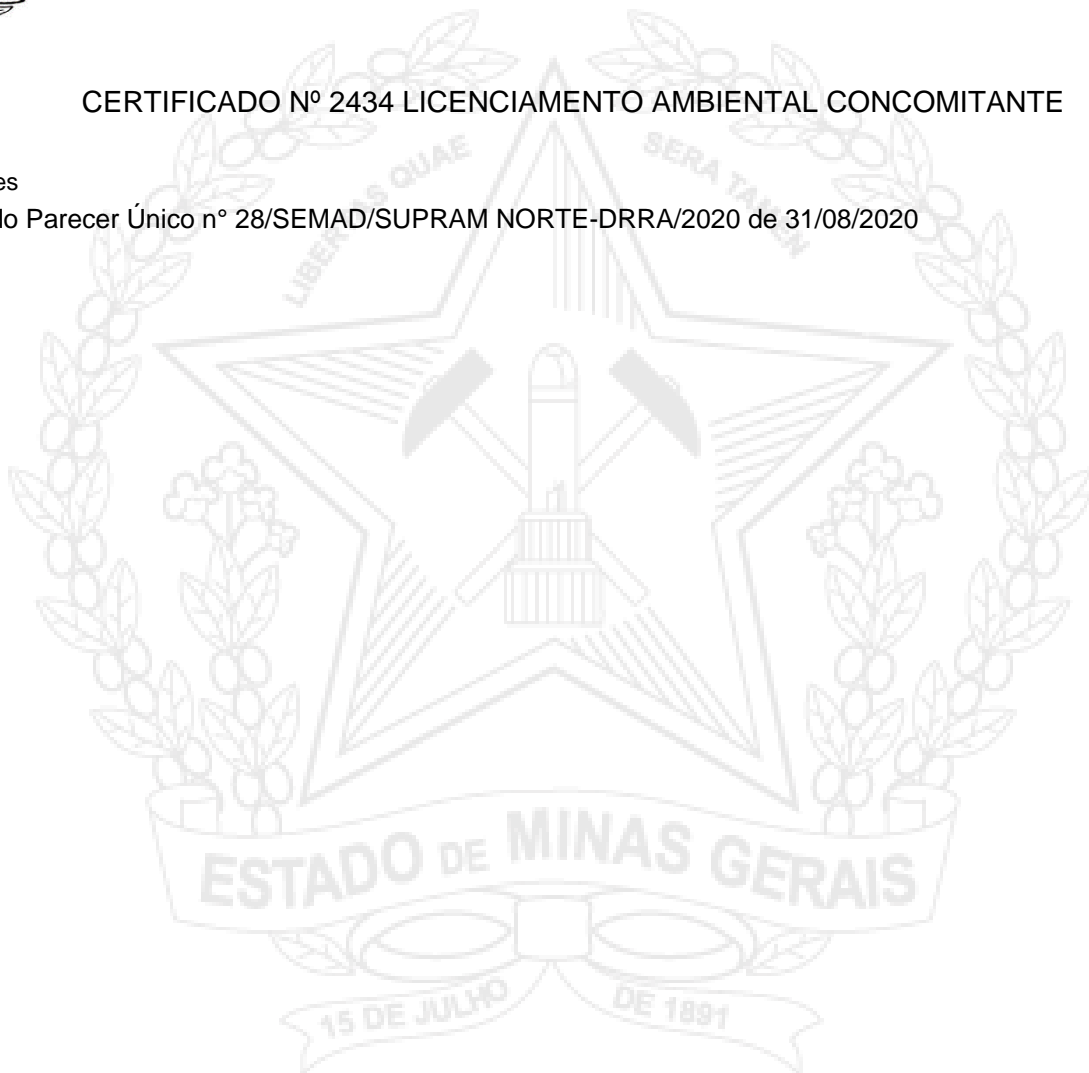 CERTIFICADO Nº 2434 LICENCIAMENTO AMBIENTAL CONCOMITANTE
es
lo Parecer Único n° 28/SEMAD/SUPRAM NORTE-DRRA/2020 de 31/08/2020
LIBERTAS QUAE SERA TAMEN
ESTADO DE MINAS GERAIS
15 DE JULHO DE 1891